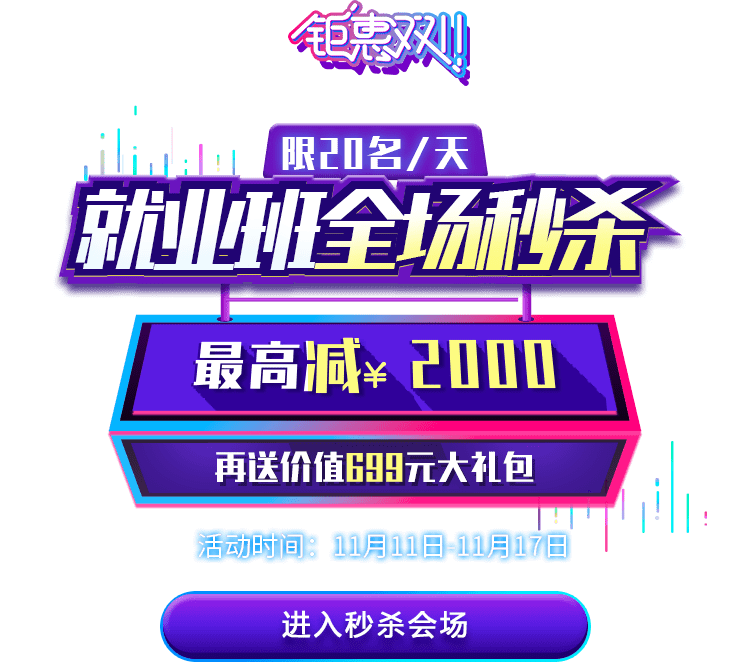 钜惠双11
限20名/天
就业班全场秒杀
最高减¥ 2000
再送价值699元大礼包
活动时间：11月11日-11月17日
进入秒杀会场